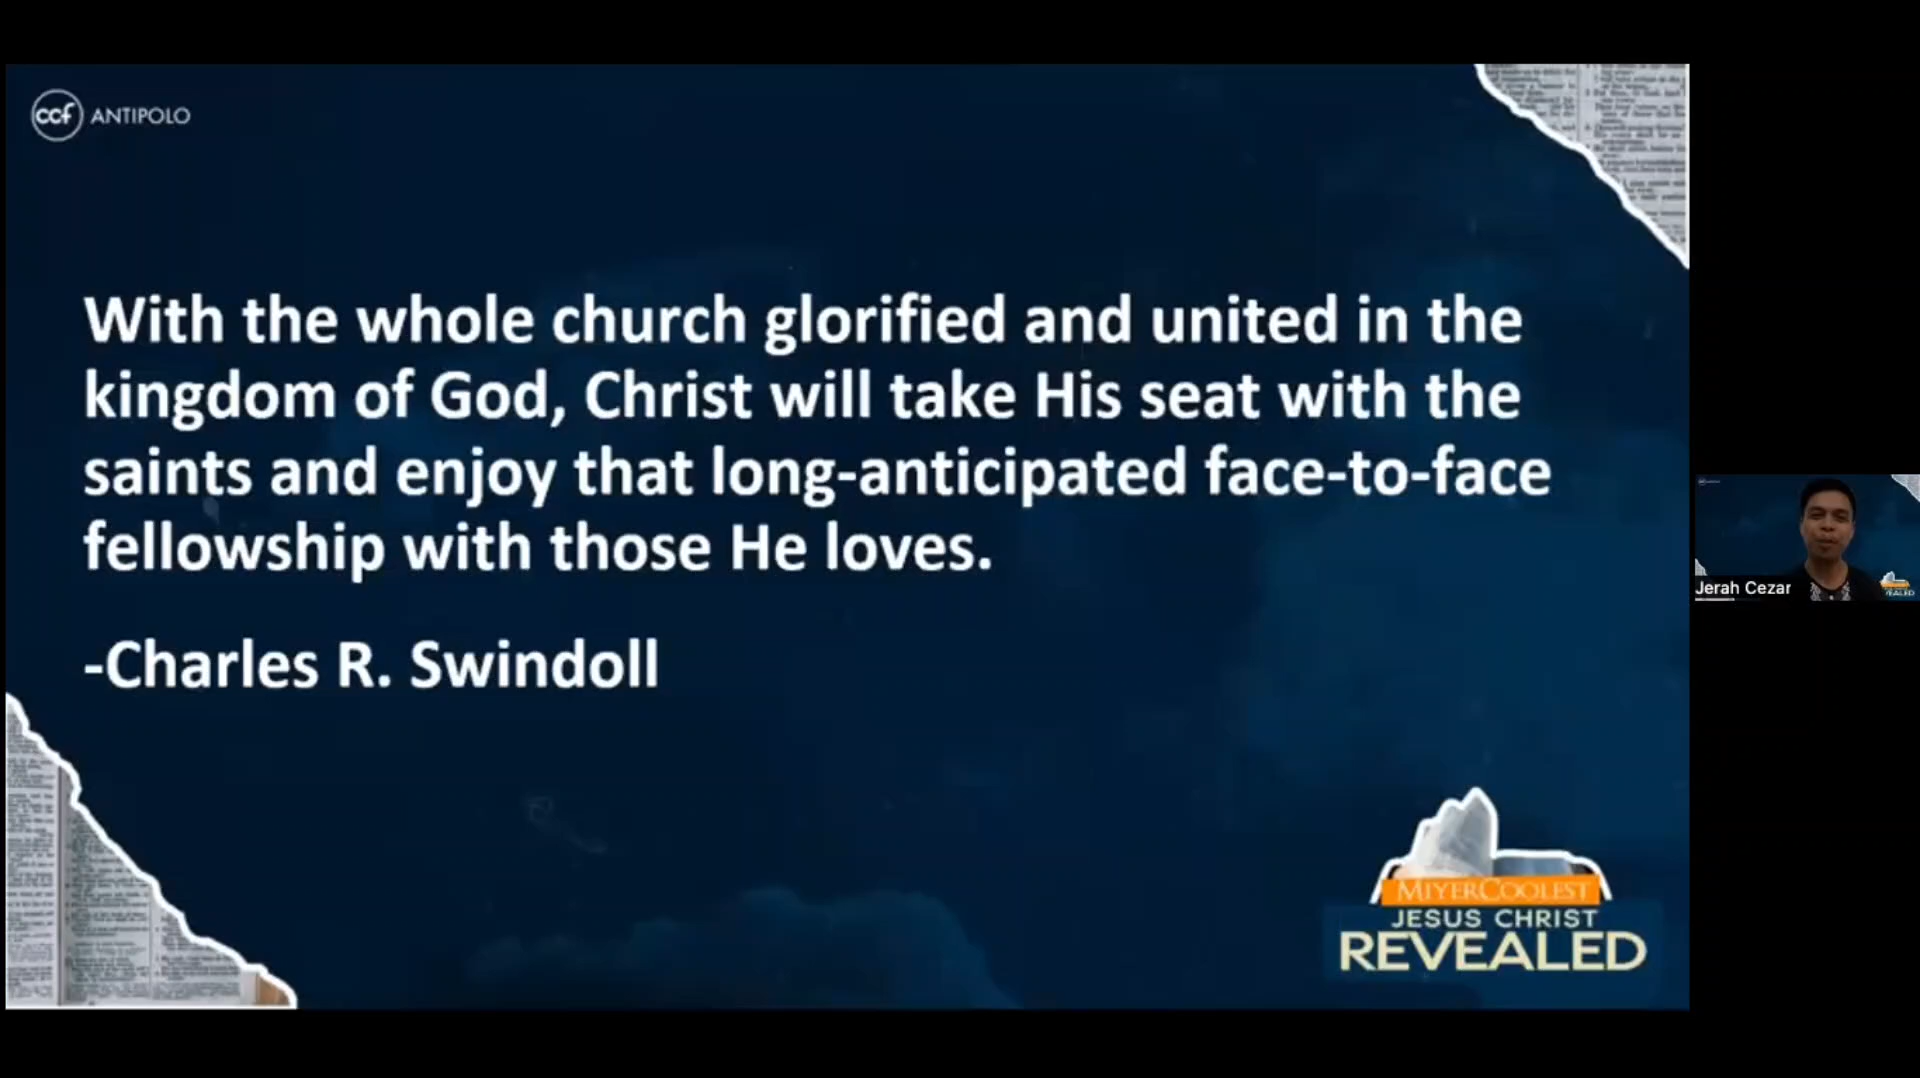 ccf ANTIPOLO
With the whole church glorified and united in the
kingdom of God, Christ will take His seat with the
saints and enjoy that long-anticipated face-to-face
fellowship with those He loves.
-Charles R. Swindoll
Jerah Cezar
MIYERCOOLEST
JESUS CHRIST
REVEALED